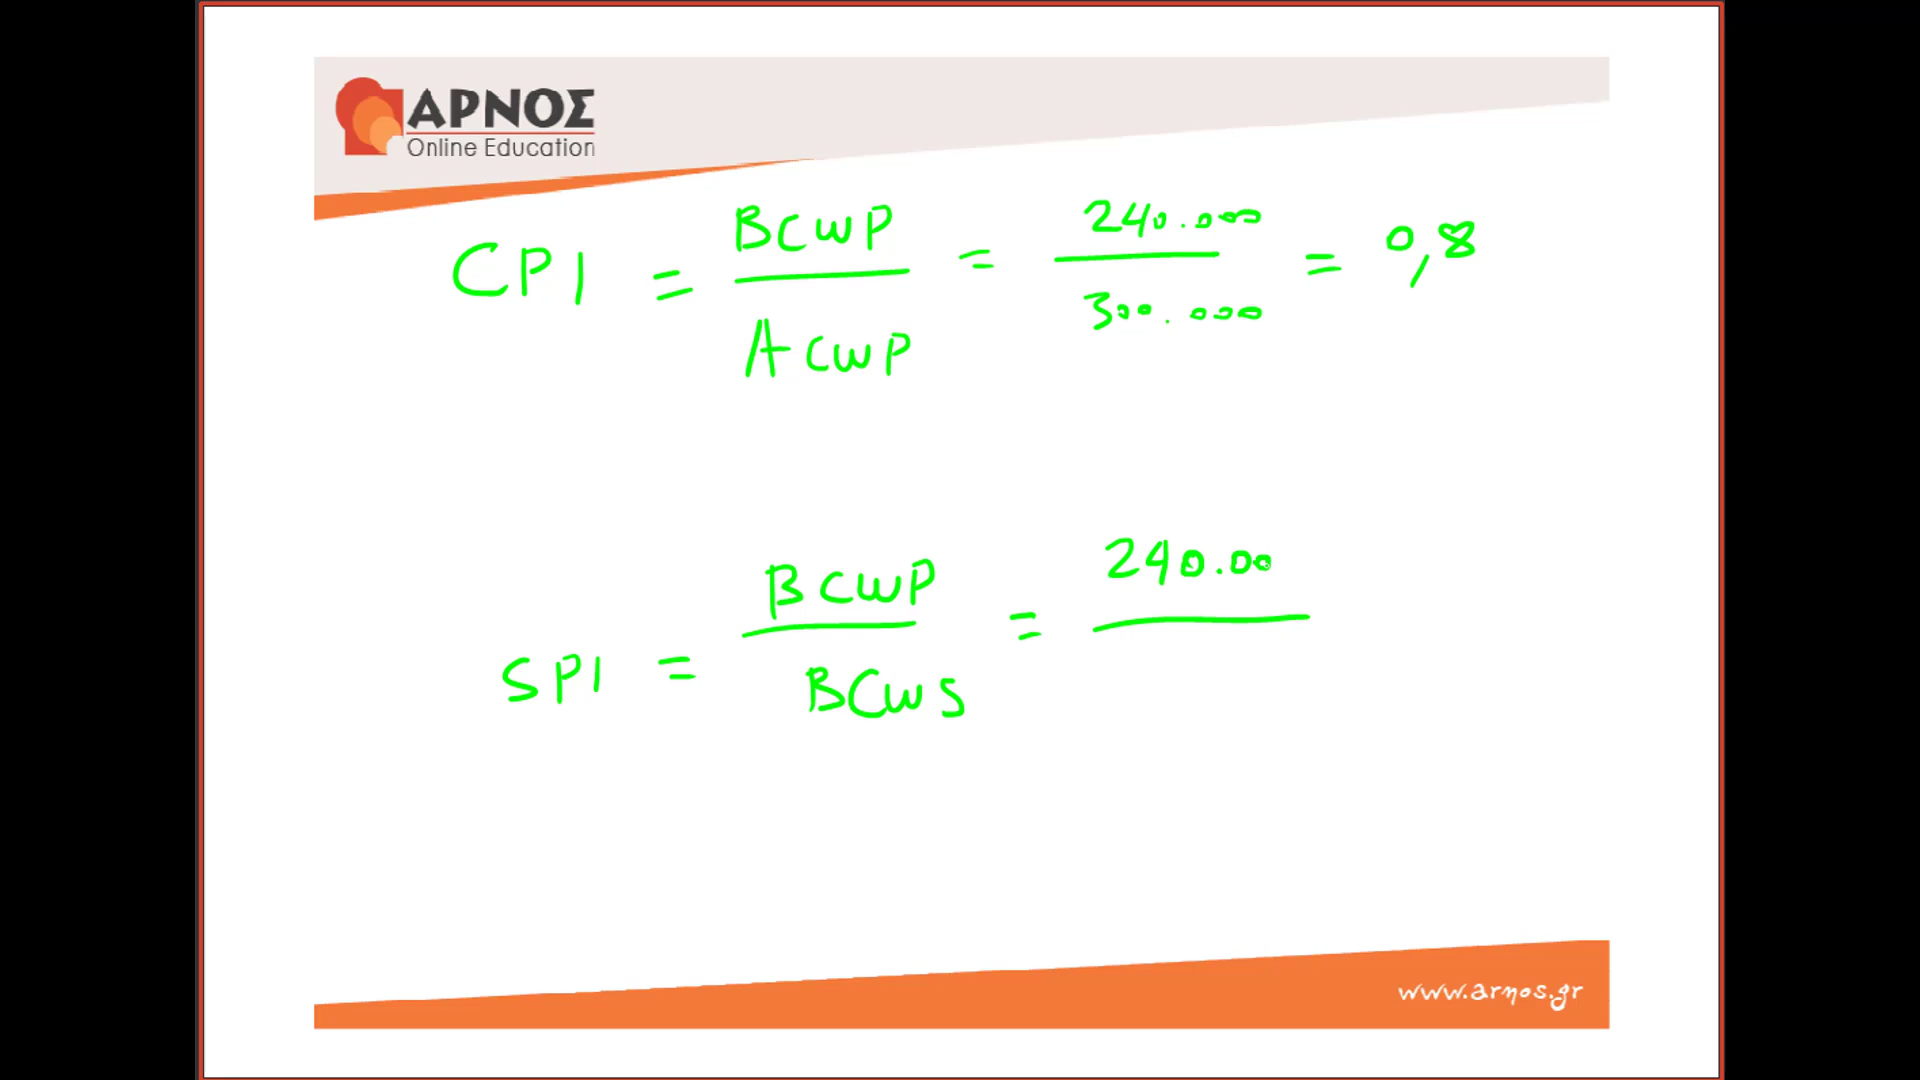 ΑΡΝΟΣ
Online Education
CPI = BCWP / ACWP = 240.000 / 300.000 = 0,8
SPI = BCWP / BCWS = 240.00
www.arnos.gr